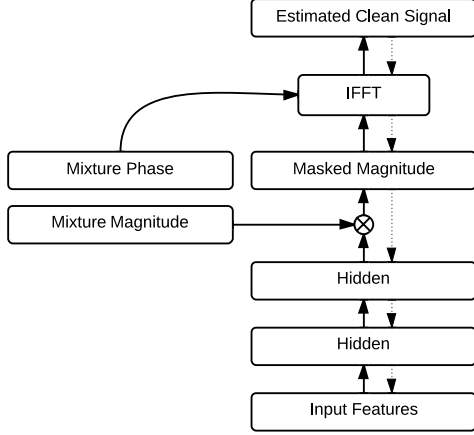 Estimated Clean Signal
IFFT
Mixture Phase
Masked Magnitude
Mixture Magnitude
Hidden
Hidden
Input Features